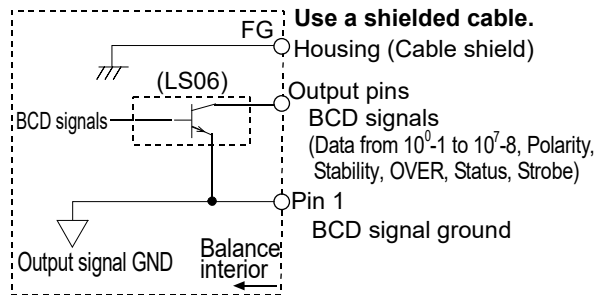 Use a shielded cable.
FG
Housing (Cable shield)
(LS06)
Output pins
BCD signals
BCD signals
(Data from 10⁰-1 to 10⁷-8, Polarity,
Stability, OVER, Status, Strobe)
Pin 1
BCD signal ground
Output signal GND
Balance
interior